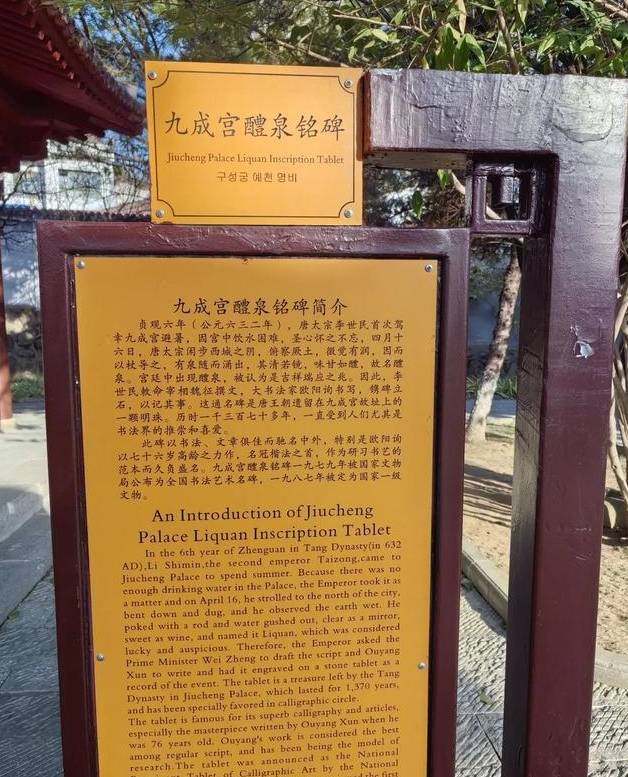 九成宫醴泉铭碑
Jiucheng Palace Liquan Inscription Tablet
구성궁 예천 명비
九成宫醴泉铭碑简介
贞观六年（公元六三二年），唐太宗李世民首次驾
幸九成宫避暑，因宫中饮水困难，圣心怀之不忘，四月十
六日，唐太宗闲步西城之阴，俯察厥土，微觉有润，因而
以杖导之，有泉随而涌出，其清若镜，味甘如醴，故名醴
泉。宫廷中出现醴泉，被认为是吉祥瑞应之兆。因此，李
世民敕命宰相魏征撰文，大书法家欧阳询书写，镌碑立
石，以记其事。这通名碑是唐王朝遗留在九成宫故址上的
一颗明珠。历时一千三百七十多年，一直受到人们尤其是
书法界的推崇和喜爱。
此碑以书法、文章俱佳而驰名中外，特别是欧阳询
以七十六岁高龄之力作，名冠楷法之首，作为研习书艺的
范本而久负盛名。九成宫醴泉铭碑一九七九年被国家文物
局公布为全国书法艺术名碑，一九八七年被定为国家一级
文物。
An Introduction of Jiucheng
Palace Liquan Inscription Tablet
In the 6th year of Zhenguan in Tang Dynasty(in 632
AD),Li Shimin,the second emperor Taizong,came to
Jiucheng Palace to spend summer. Because there was no
enough drinking water in the Palace, the Emperor took it as
a matter and on April 16, he strolled to the north of the city,
bent down and dug, and he observed the earth wet. He
poked with a rod and water gushed out, clear as a mirror,
sweet as wine, and named it Liquan, which was considered
lucky and auspicious. Therefore, the Emperor asked the
Prime Minister Wei Zheng to draft the script and Ouyang
Xun to write and had it engraved on a stone tablet as a
record of the event. The tablet is a treasure left by the Tang
Dynasty in Jiucheng Palace, which lasted for 1,370 years,
and has been specially favored in calligraphic circle.
The tablet is famous for its superb calligraphy and articles,
especially the masterpiece written by Ouyang Xun when he
was 76 years old. Ouyang's work is considered the best
among regular script, and has been being the model of
research.The tablet was announced as the National
Tablet of Calligraphic Art by the National
and the first